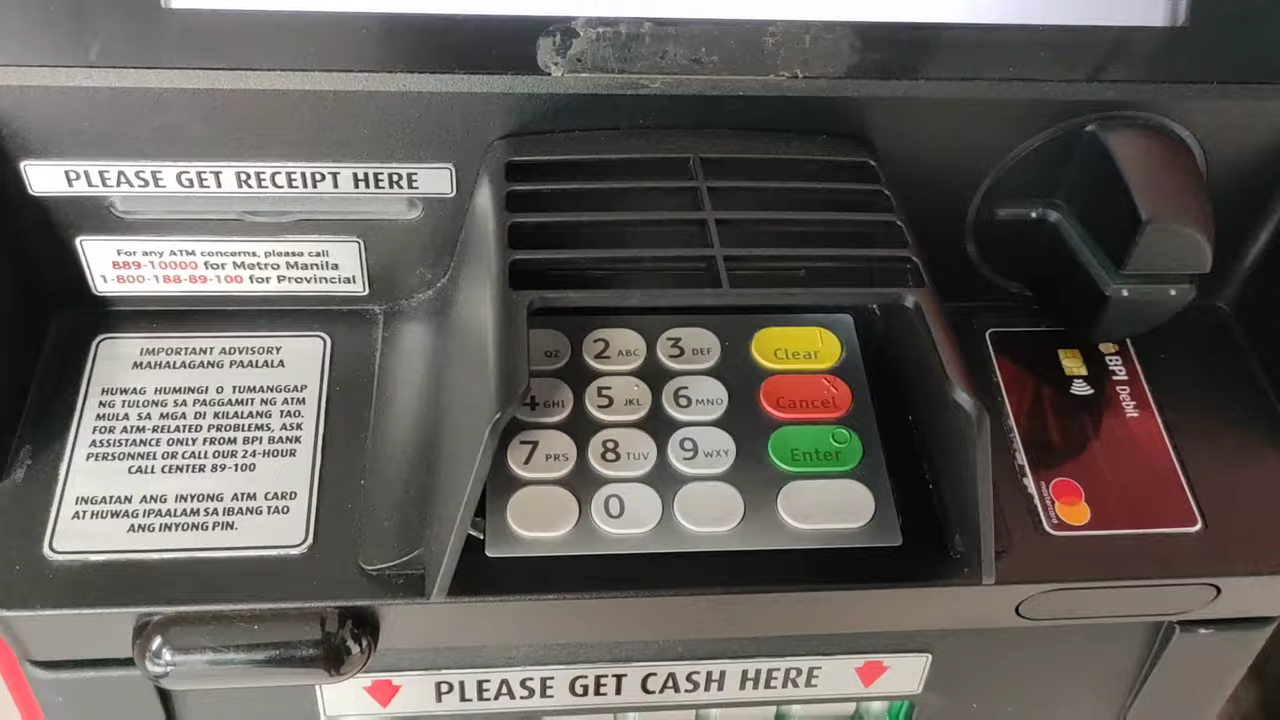 PLEASE GET RECEIPT HERE
For any ATM concerns, please call
889-10000 for Metro Manila
1-800-188-89-100 for Provincial
IMPORTANT ADVISORY
MAHALAGANG PAALALA
HUWAG HUMINGI O TUMANGGAP
NG TULONG SA PAGGAMIT NG ATM
MULA SA MGA DI KILALANG TAO.
FOR ATM-RELATED PROBLEMS, ASK
ASSISTANCE ONLY FROM BPI BANK
PERSONNEL OR CALL OUR 24-HOUR
CALL CENTER 89-100
INGATAN ANG INYONG ATM CARD
AT HUWAG IPAALAM SA IBANG TAO
ANG INYONG PIN.
QZ 2 ABC 3 DEF Clear
4 GHI 5 JKL 6 MNO Cancel
7 PRS 8 TUV 9 WXY Enter
0
BPI Debit
mastercard
PLEASE GET CASH HERE